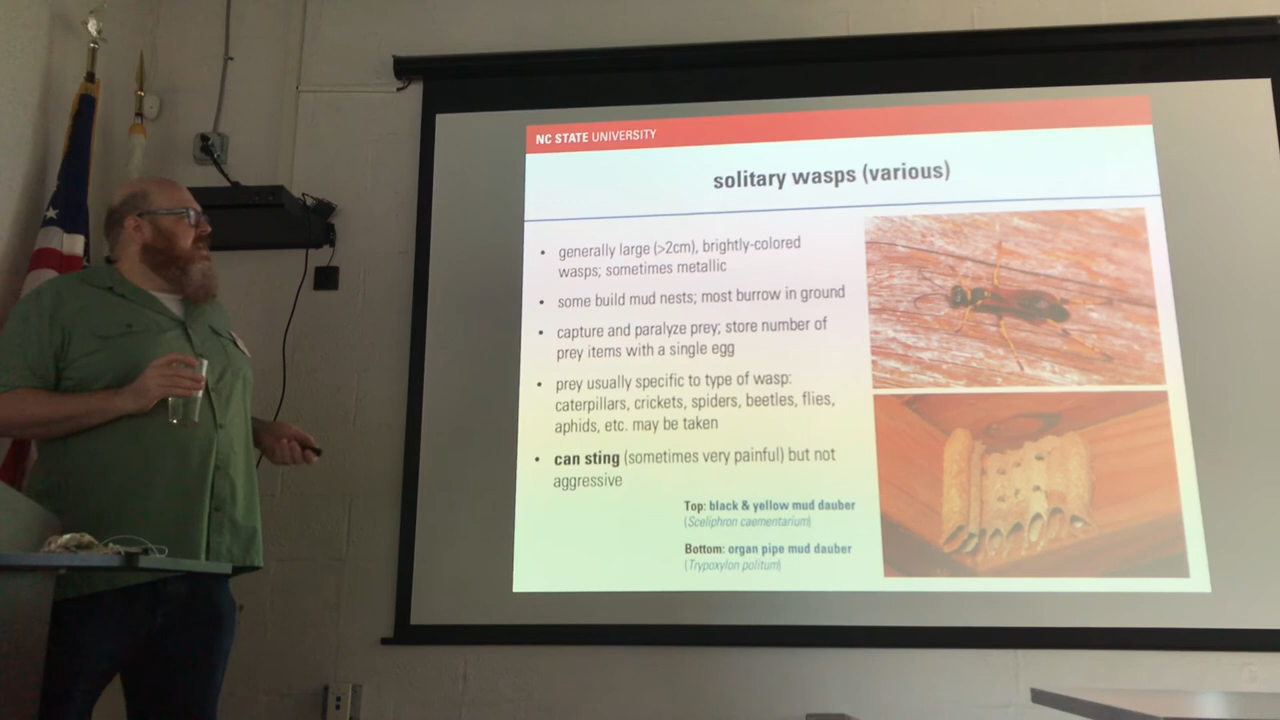 NC STATE UNIVERSITY
solitary wasps (various)
• generally large (>2cm), brightly-colored
wasps; sometimes metallic
• some build mud nests; most burrow in ground
• capture and paralyze prey; store number of
prey items with a single egg
• prey usually specific to type of wasp:
caterpillars, crickets, spiders, beetles, flies,
aphids, etc. may be taken
• can sting (sometimes very painful) but not
aggressive
Top: black & yellow mud dauber
(Sceliphron caementarium)
Bottom: organ pipe mud dauber
(Trypoxylon politum)